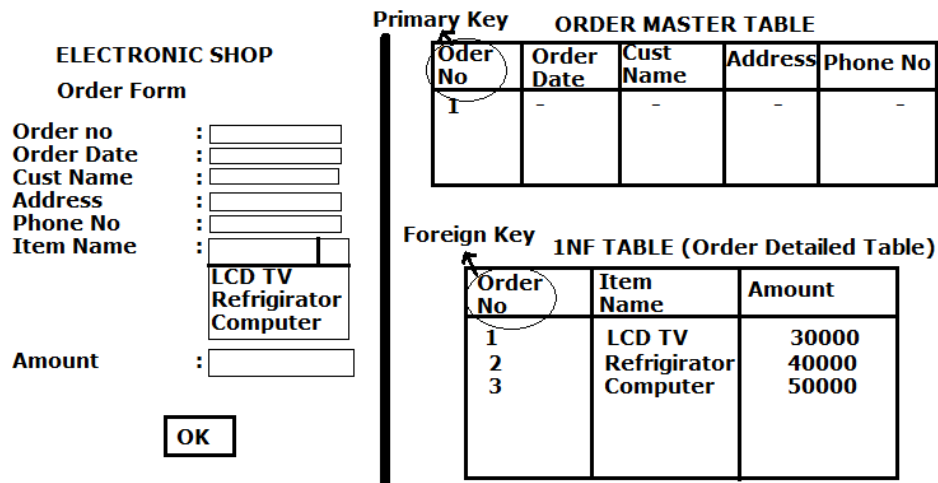 ELECTRONIC SHOP
Order Form
Order no :
Order Date :
Cust Name :
Address :
Phone No :
Item Name :
LCD TV
Refrigirator
Computer
Amount :
OK
Primary Key
ORDER MASTER TABLE
Oder No Order Date Cust Name Address Phone No
1 - - - -
Foreign Key
1NF TABLE (Order Detailed Table)
Order No Item Name Amount
1 LCD TV 30000
2 Refrigirator 40000
3 Computer 50000